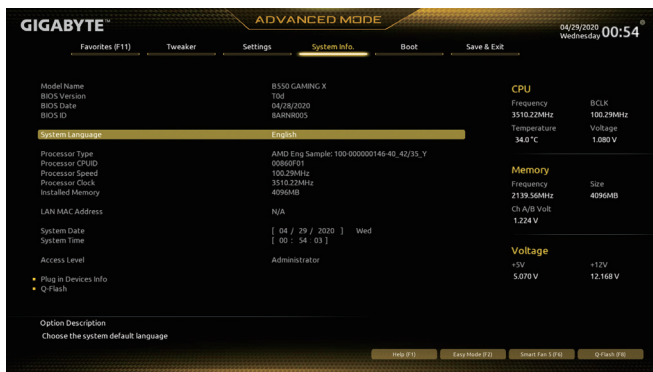 GIGABYTE™
ADVANCED MODE
04/29/2020
Wednesday 00:54
Favorites (F11) Tweaker Settings System Info. Boot Save & Exit
Model Name B550 GAMING X
BIOS Version T0d
BIOS Date 04/28/2020
BIOS ID 8ARNR005
System Language English
Processor Type AMD Eng Sample: 100-000000146-40_42/35_Y
Processor CPUID 00860F01
Processor Speed 100.29MHz
Processor Clock 3510.22MHz
Installed Memory 4096MB
LAN MAC Address N/A
System Date [ 04 / 29 / 2020 ] Wed
System Time [ 00 : 54 : 03 ]
Access Level Administrator
Plug in Devices Info
Q-Flash
CPU
Frequency BCLK
3510.22MHz 100.29MHz
Temperature Voltage
34.0 °C 1.080 V
Memory
Frequency Size
2139.56MHz 4096MB
Ch A/B Volt
1.224 V
Voltage
+5V +12V
5.070 V 12.168 V
Option Description
Choose the system default language
Help (F1) Easy Mode (F2) Smart Fan 5 (F6) Q-Flash (F8)